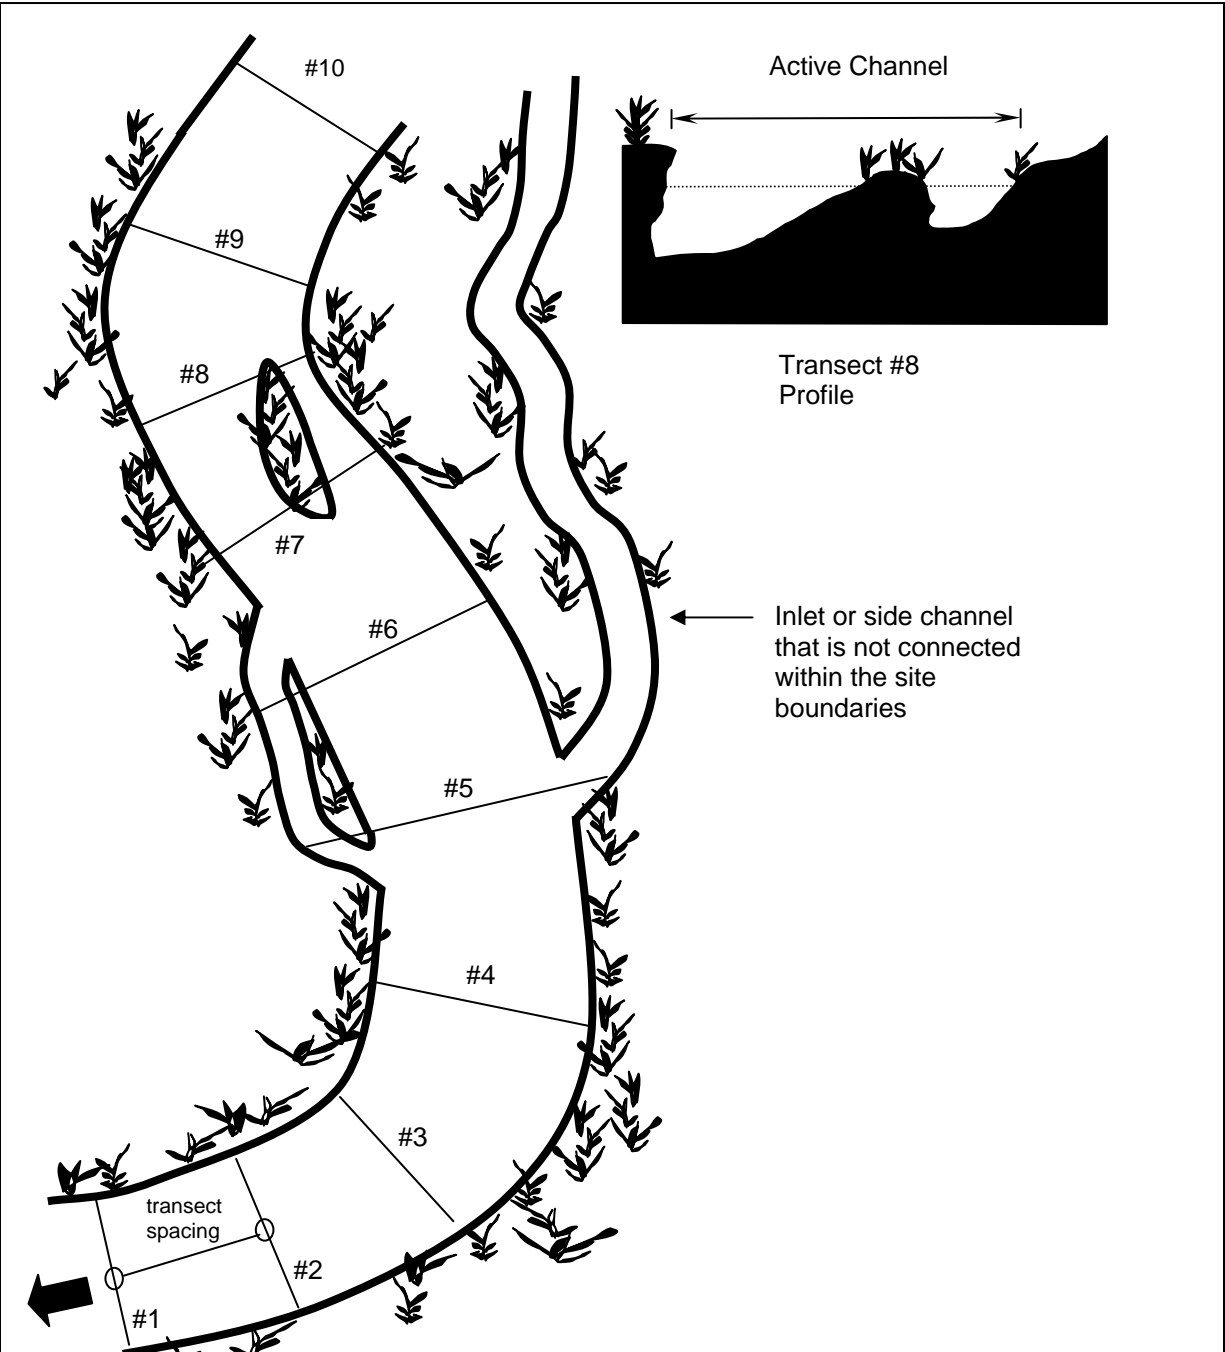 #10
Active Channel
#9
#8
Transect #8
Profile
#7
Inlet or side channel
that is not connected
within the site
boundaries
#6
#5
#4
#3
transect
spacing
#2
#1